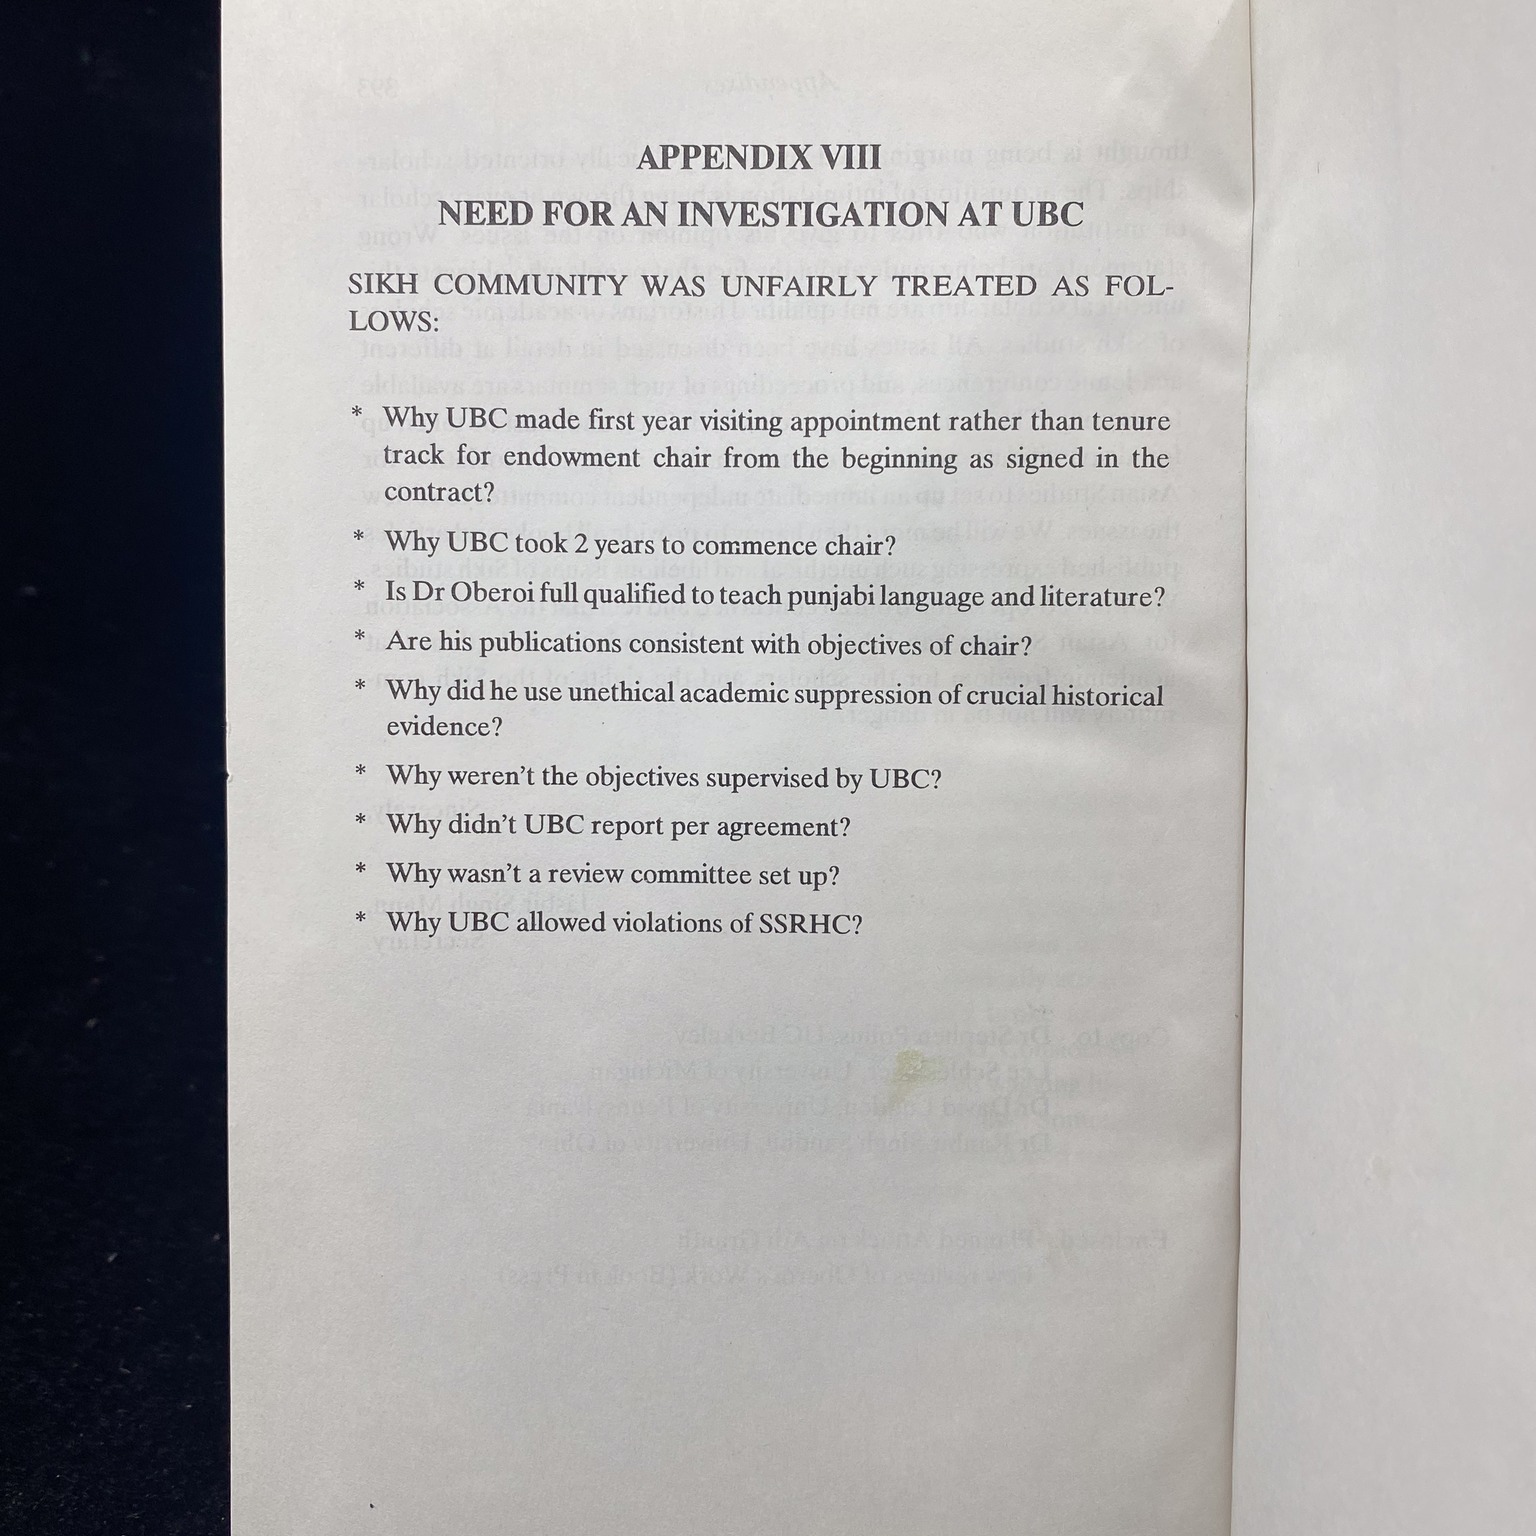 APPENDIX VIII
NEED FOR AN INVESTIGATION AT UBC
SIKH COMMUNITY WAS UNFAIRLY TREATED AS FOL-
LOWS:
* Why UBC made first year visiting appointment rather than tenure
track for endowment chair from the beginning as signed in the
contract?
* Why UBC took 2 years to commence chair?
* Is Dr Oberoi full qualified to teach punjabi language and literature?
* Are his publications consistent with objectives of chair?
* Why did he use unethical academic suppression of crucial historical
evidence?
* Why weren't the objectives supervised by UBC?
* Why didn't UBC report per agreement?
* Why wasn't a review committee set up?
* Why UBC allowed violations of SSRHC?